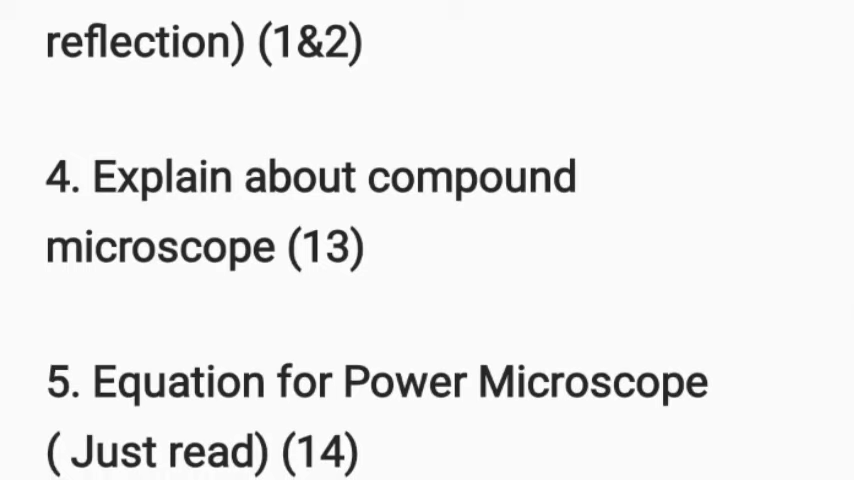 reflection) (1&2)
4. Explain about compound
microscope (13)
5. Equation for Power Microscope
( Just read) (14)